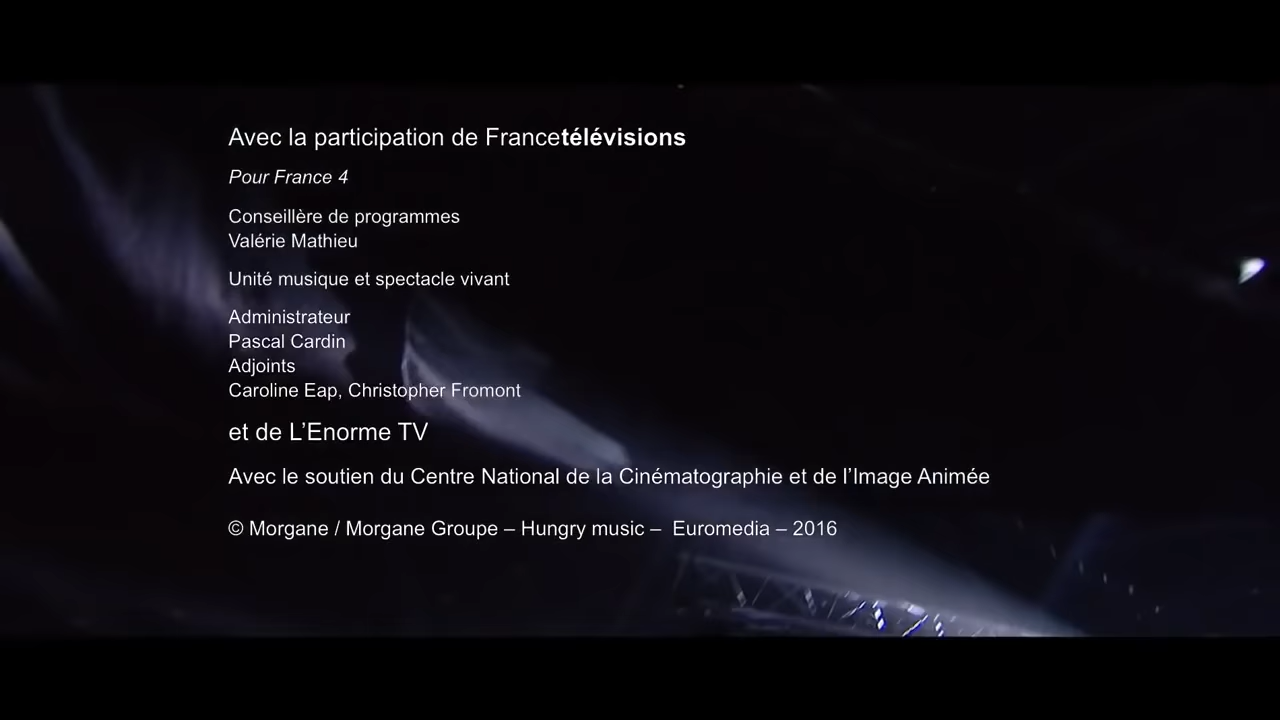 Avec la participation de Francetélévisions
Pour France 4
Conseillère de programmes
Valérie Mathieu
Unité musique et spectacle vivant
Administrateur
Pascal Cardin
Adjoints
Caroline Eap, Christopher Fromont
et de L’Enorme TV
Avec le soutien du Centre National de la Cinématographie et de l’Image Animée
© Morgane / Morgane Groupe – Hungry music – Euromedia – 2016